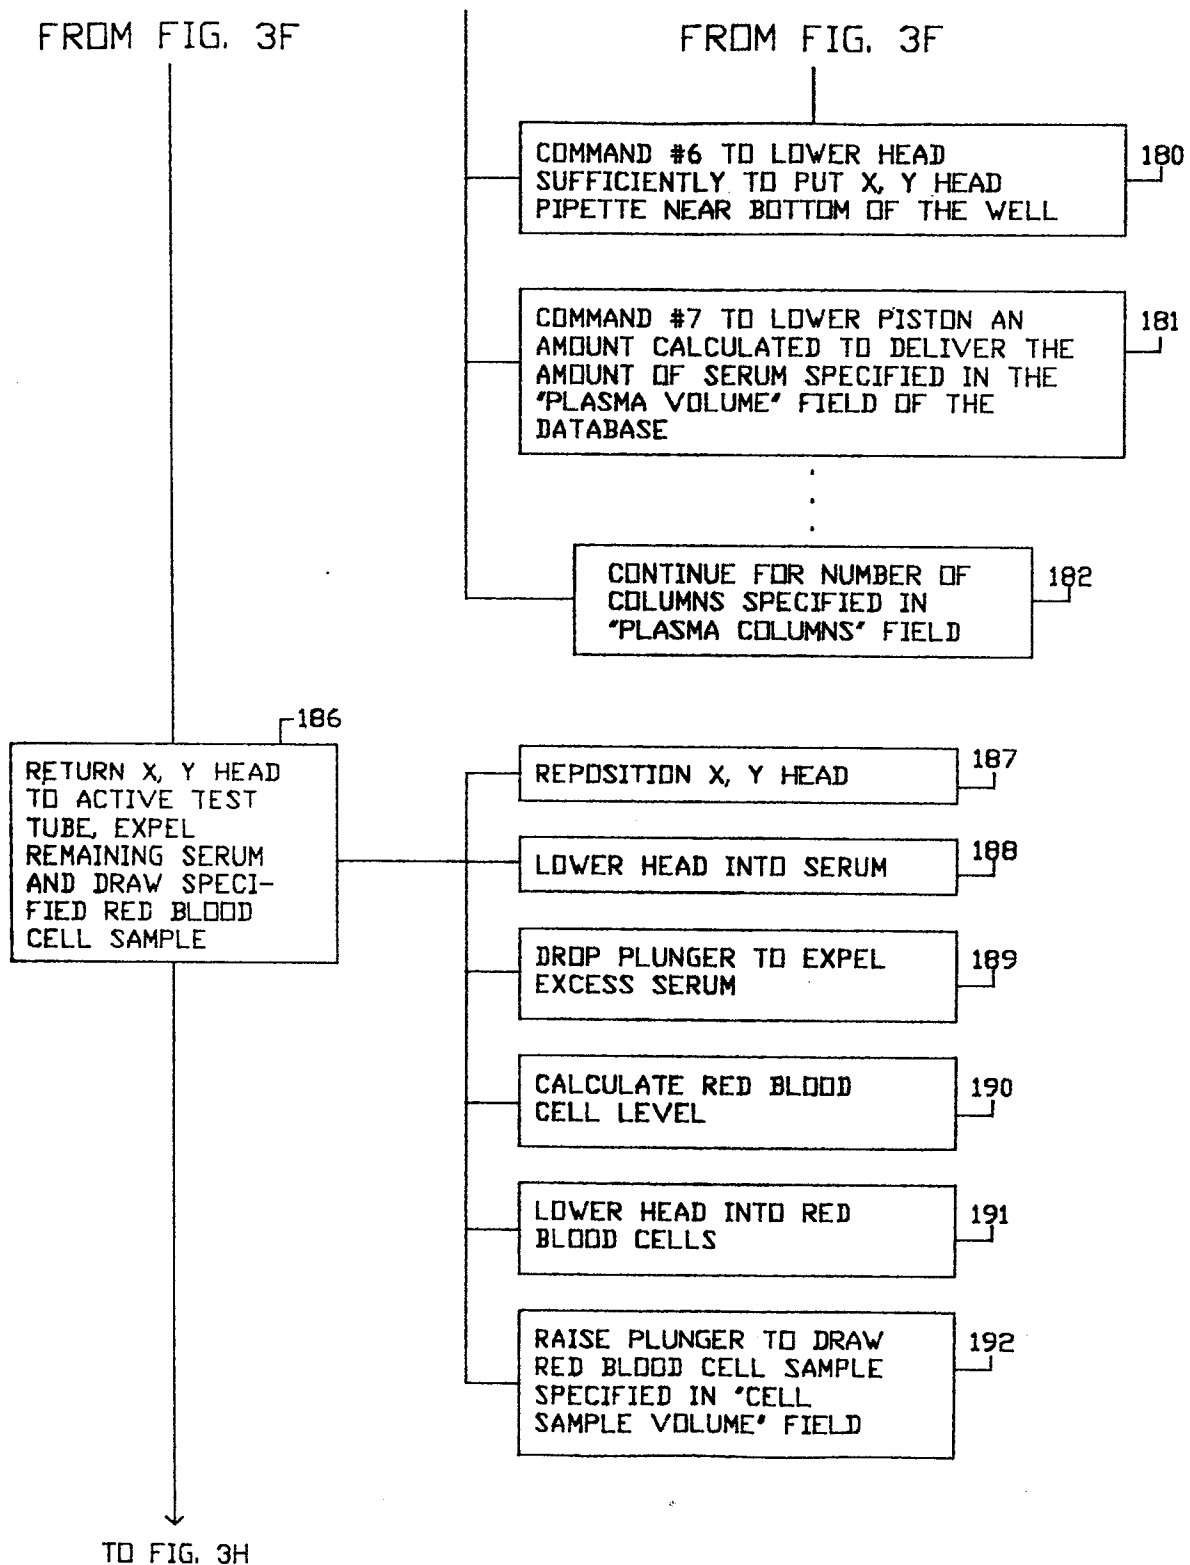 FROM FIG. 3F
FROM FIG. 3F
COMMAND #6 TO LOWER HEAD
SUFFICIENTLY TO PUT X, Y HEAD
PIPETTE NEAR BOTTOM OF THE WELL
180
COMMAND #7 TO LOWER PISTON AN
AMOUNT CALCULATED TO DELIVER THE
AMOUNT OF SERUM SPECIFIED IN THE
"PLASMA VOLUME" FIELD OF THE
DATABASE
181
CONTINUE FOR NUMBER OF
COLUMNS SPECIFIED IN
"PLASMA COLUMNS" FIELD
182
186
RETURN X, Y HEAD
TO ACTIVE TEST
TUBE, EXPEL
REMAINING SERUM
AND DRAW SPECI-
FIED RED BLOOD
CELL SAMPLE
REPOSITION X, Y HEAD
187
LOWER HEAD INTO SERUM
188
DROP PLUNGER TO EXPEL
EXCESS SERUM
189
CALCULATE RED BLOOD
CELL LEVEL
190
LOWER HEAD INTO RED
BLOOD CELLS
191
RAISE PLUNGER TO DRAW
RED BLOOD CELL SAMPLE
SPECIFIED IN "CELL
SAMPLE VOLUME" FIELD
192
TO FIG. 3H